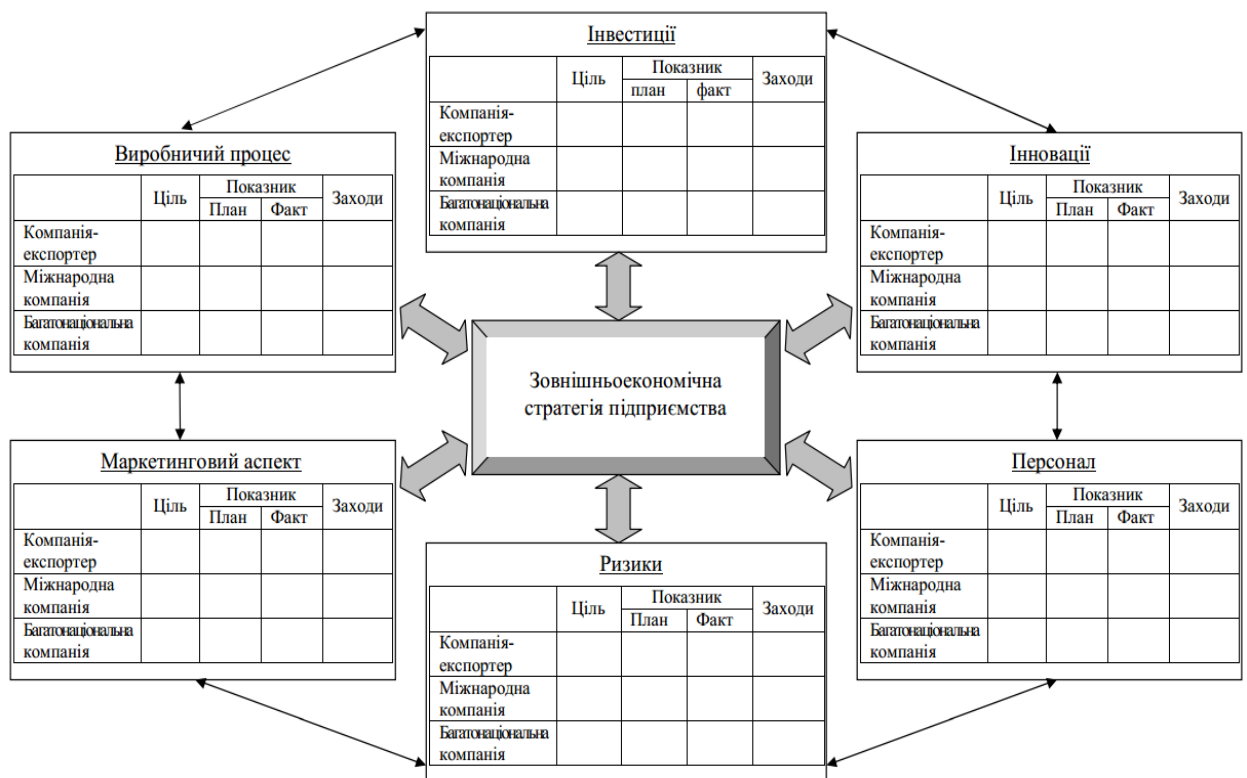 Інвестиції
Ціль
Показник
Заходи
план
факт
Компанія-
експортер
Міжнародна
компанія
Багатонаціональна
компанія
Виробничий процес
Ціль
Показник
Заходи
План
Факт
Компанія-
експортер
Міжнародна
компанія
Багатонаціональна
компанія
Інновації
Ціль
Показник
Заходи
План
Факт
Компанія-
експортер
Міжнародна
компанія
Багатонаціональна
компанія
Зовнішньоекономічна
стратегія підприємства
Маркетинговий аспект
Ціль
Показник
Заходи
План
Факт
Компанія-
експортер
Міжнародна
компанія
Багатонаціональна
компанія
Персонал
Ціль
Показник
Заходи
План
Факт
Компанія-
експортер
Міжнародна
компанія
Багатонаціональна
компанія
Ризики
Ціль
Показник
Заходи
План
Факт
Компанія-
експортер
Міжнародна
компанія
Багатонаціональна
компанія